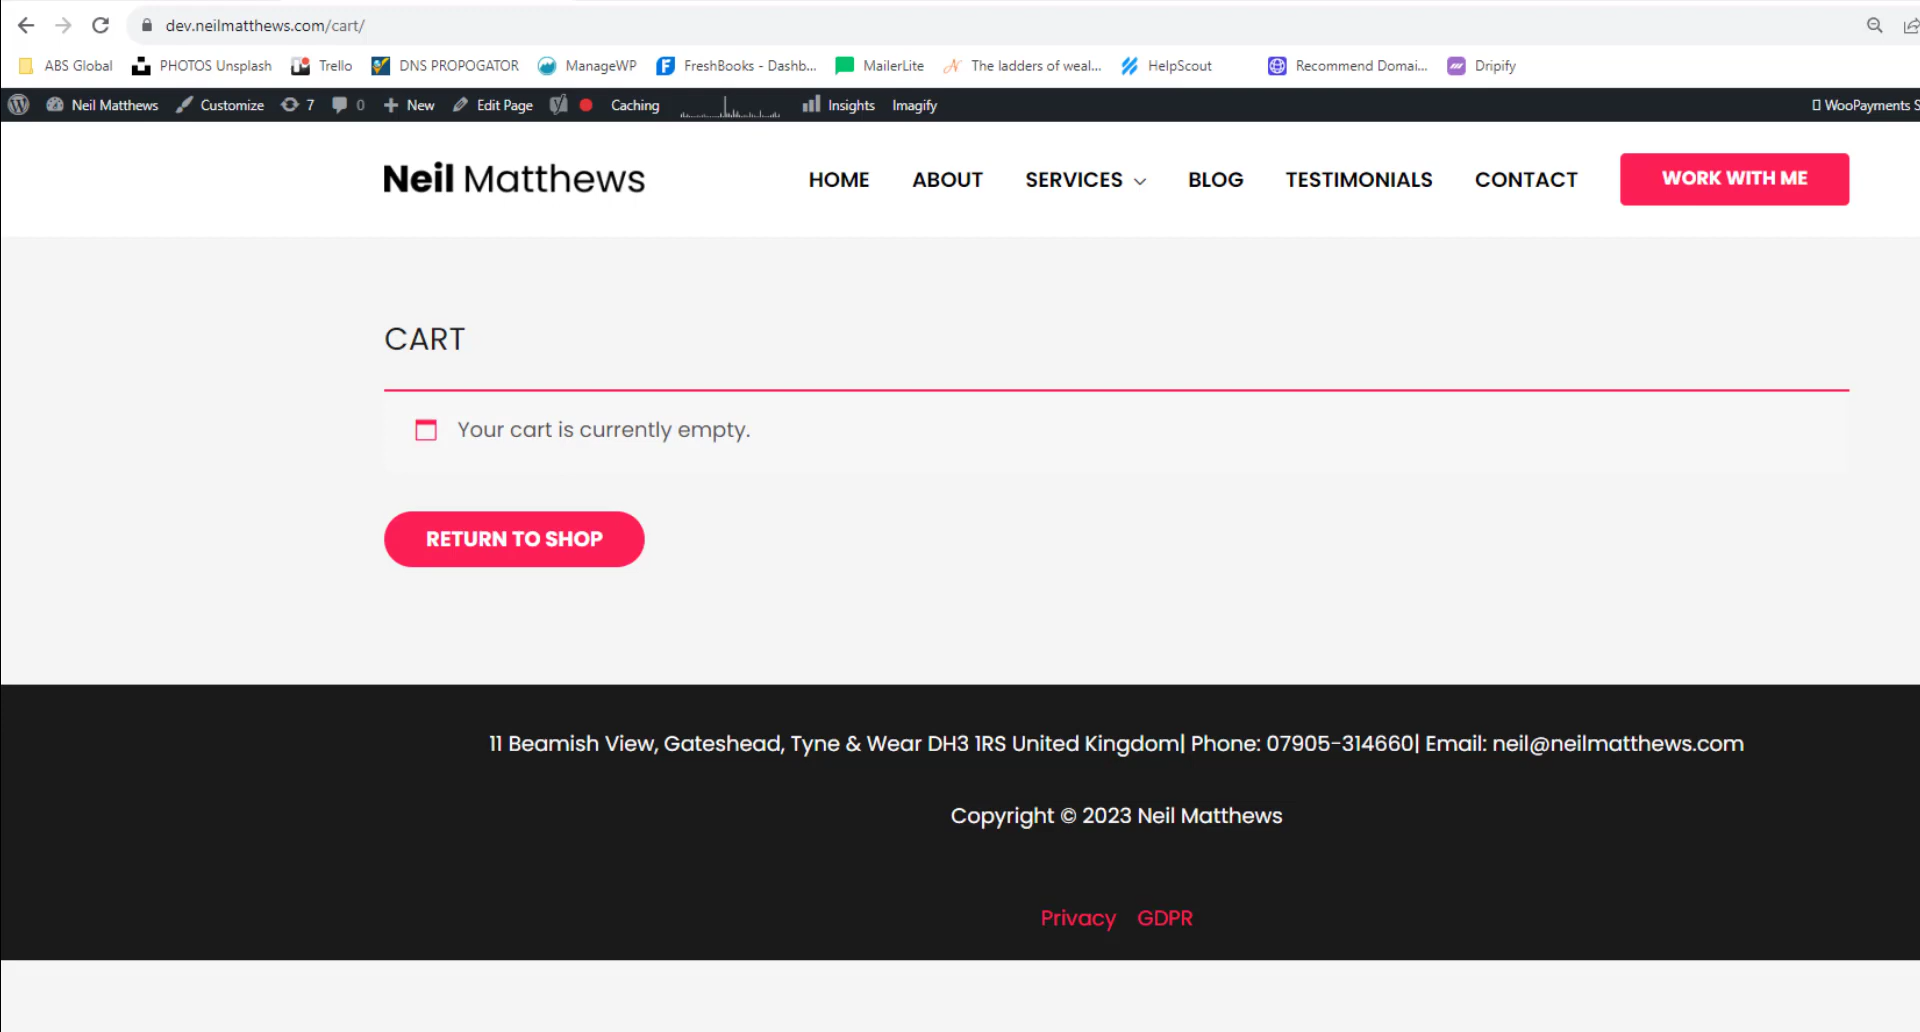 dev.neilmatthews.com/cart/
ABS Global PHOTOS Unsplash Trello DNS PROPOGATOR ManageWP FreshBooks - Dashb... MailerLite The ladders of weal... HelpScout Recommend Domai... Dripify
Neil Matthews Customize 7 0 New Edit Page Caching Insights Imagify WooPayments S
Neil Matthews HOME ABOUT SERVICES BLOG TESTIMONIALS CONTACT WORK WITH ME
CART
Your cart is currently empty.
RETURN TO SHOP
11 Beamish View, Gateshead, Tyne & Wear DH3 1RS United Kingdom| Phone: 07905-314660| Email: neil@neilmatthews.com
Copyright © 2023 Neil Matthews
Privacy GDPR